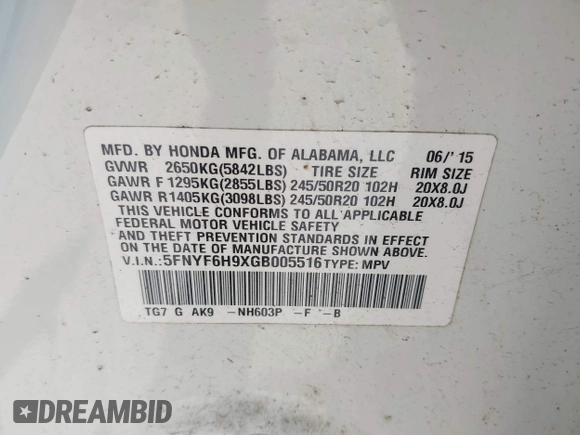 MFD. BY HONDA MFG. OF ALABAMA, LLC 06/'15
GVWR 2650KG(5842LBS) TIRE SIZE RIM SIZE
GAWR F 1295KG(2855LBS) 245/50R20 102H 20X8.0J
GAWR R 1405KG(3098LBS) 245/50R20 102H 20X8.0J
THIS VEHICLE CONFORMS TO ALL APPLICABLE
FEDERAL MOTOR VEHICLE SAFETY
AND THEFT PREVENTION STANDARDS IN EFFECT
ON THE DATE OF MANUFACTURE SHOWN ABOVE.
V.I.N.:5FNYF6H9XGB005516 TYPE: MPV
TG7 G AK9 -NH603P -F -B
DREAMBID